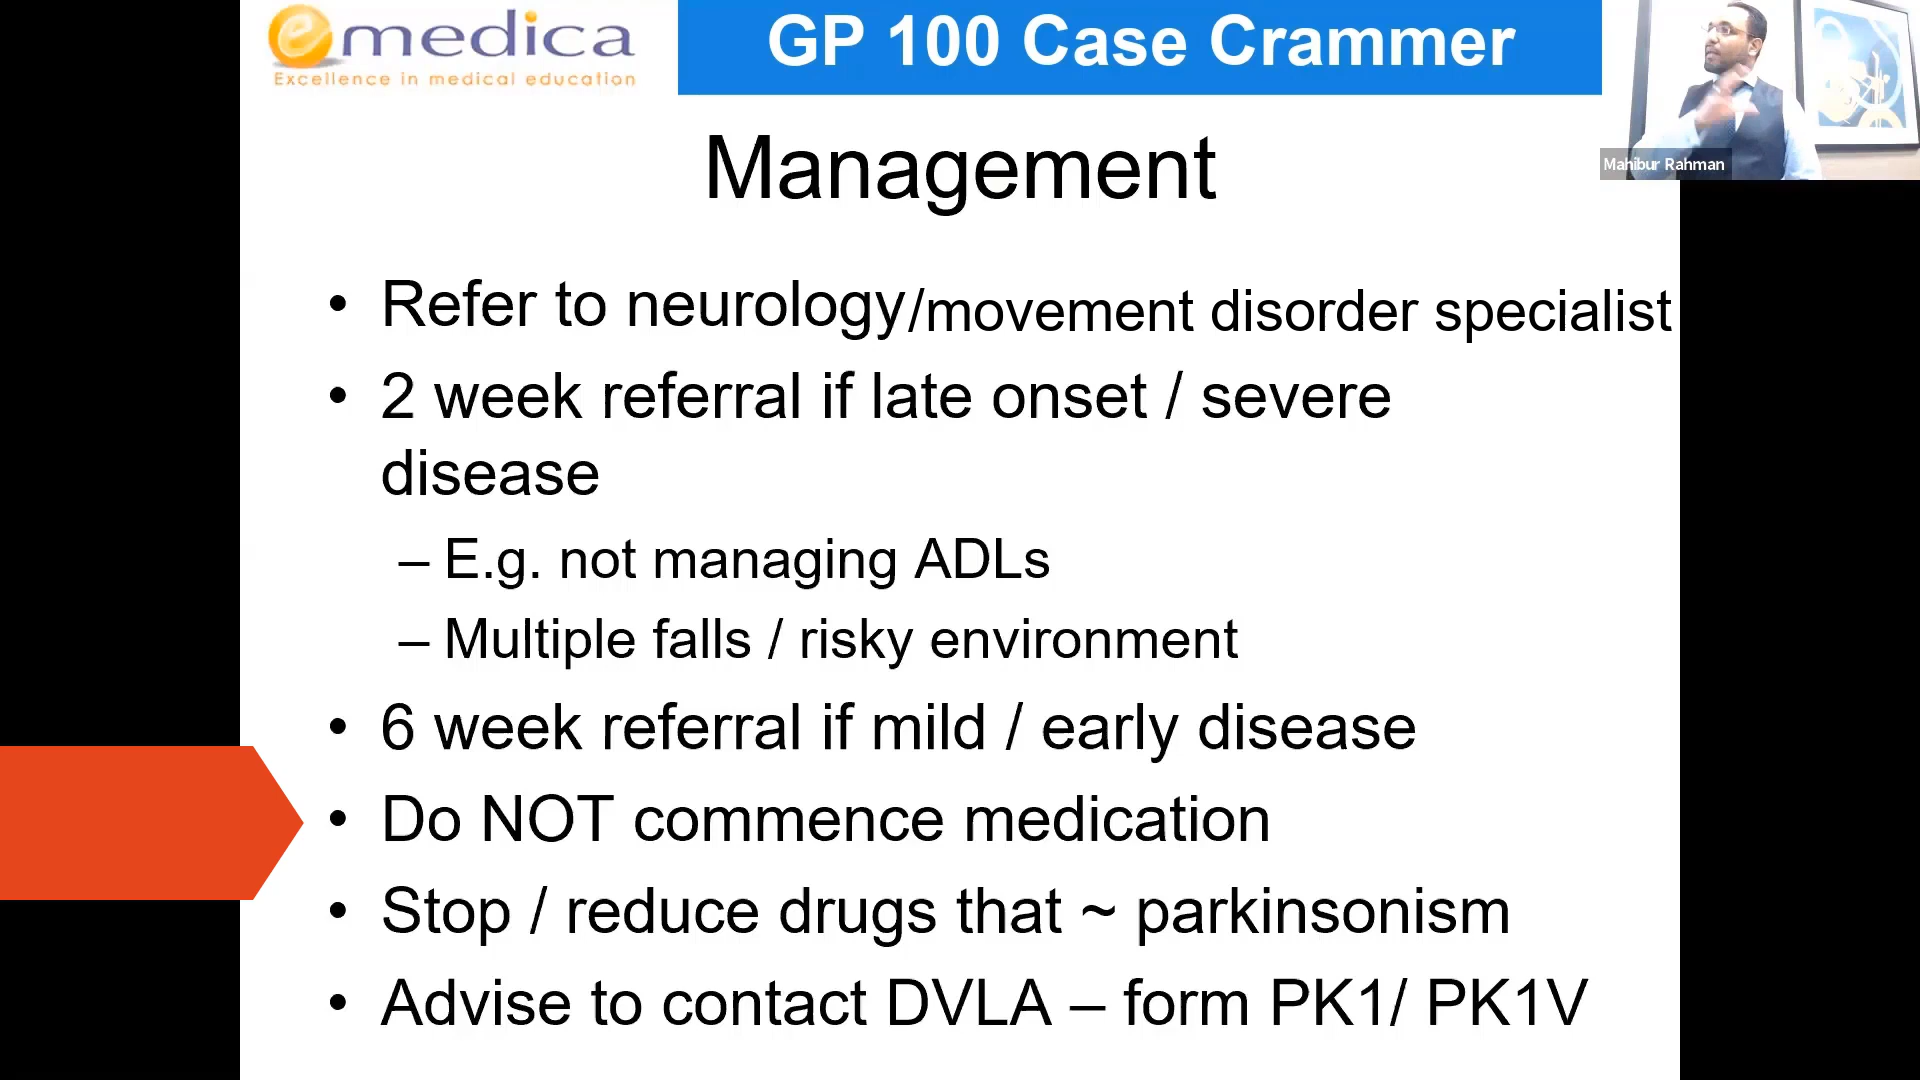 emedica
Excellence in medical education
GP 100 Case Crammer
Mahibur Rahman
Management
• Refer to neurology/movement disorder specialist
• 2 week referral if late onset / severe
disease
– E.g. not managing ADLs
– Multiple falls / risky environment
• 6 week referral if mild / early disease
• Do NOT commence medication
• Stop / reduce drugs that ~ parkinsonism
• Advise to contact DVLA – form PK1/ PK1V